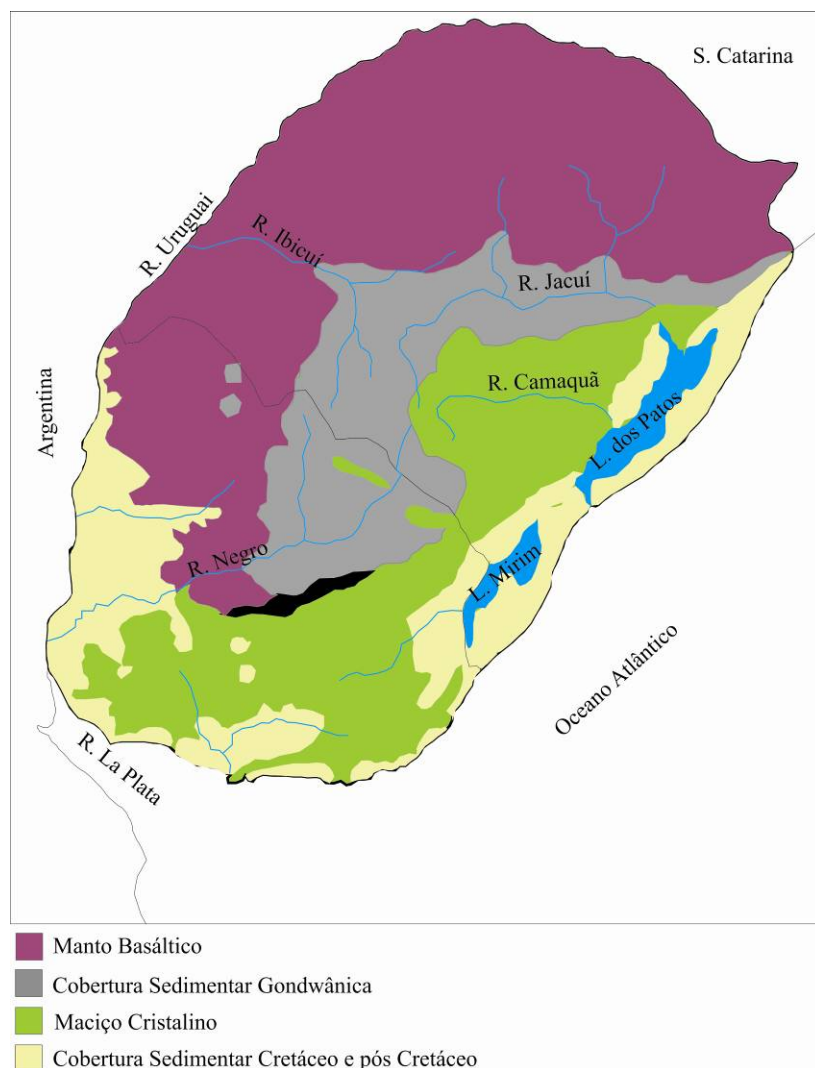 S. Catarina
R. Uruguai
R. Ibicuí
R. Jacuí
Argentina
R. Camaquã
L. dos Patos
R. Negro
L. Mirim
Oceano Atlântico
R. La Plata
Manto Basáltico
Cobertura Sedimentar Gondwânica
Maciço Cristalino
Cobertura Sedimentar Cretáceo e pós Cretáceo